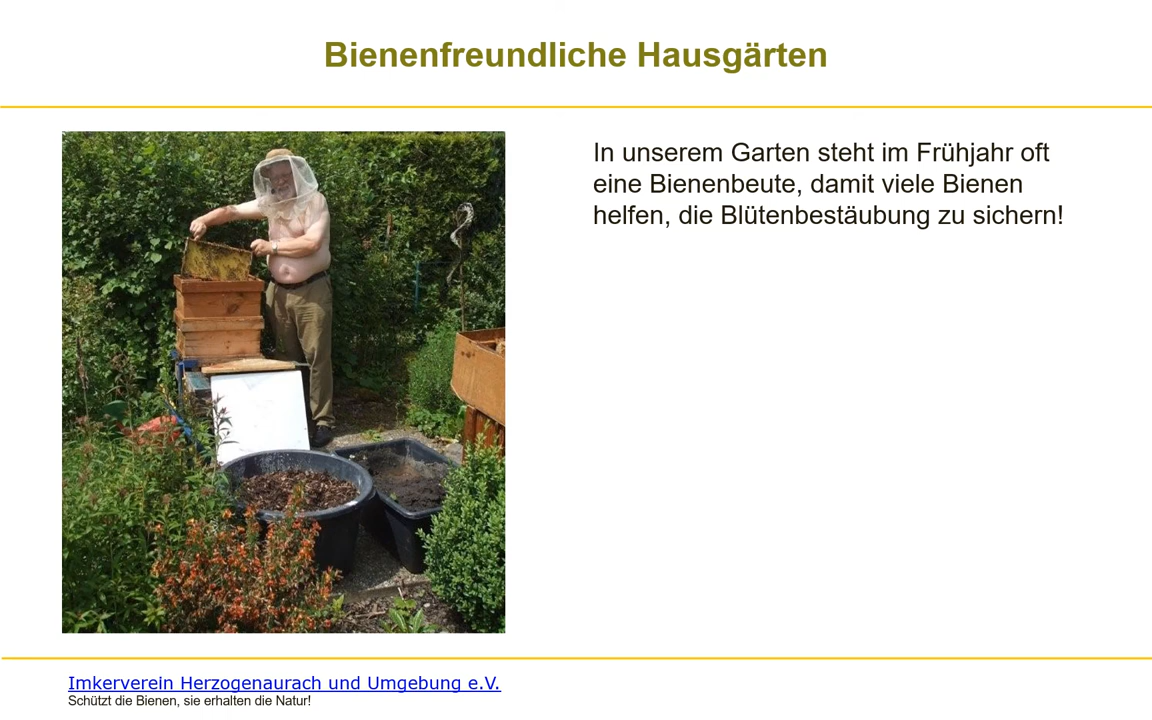 Bienenfreundliche Hausgärten
In unserem Garten steht im Frühjahr oft
eine Bienenbeute, damit viele Bienen
helfen, die Blütenbestäubung zu sichern!
Imkerverein Herzogenaurach und Umgebung e.V.
Schützt die Bienen, sie erhalten die Natur!